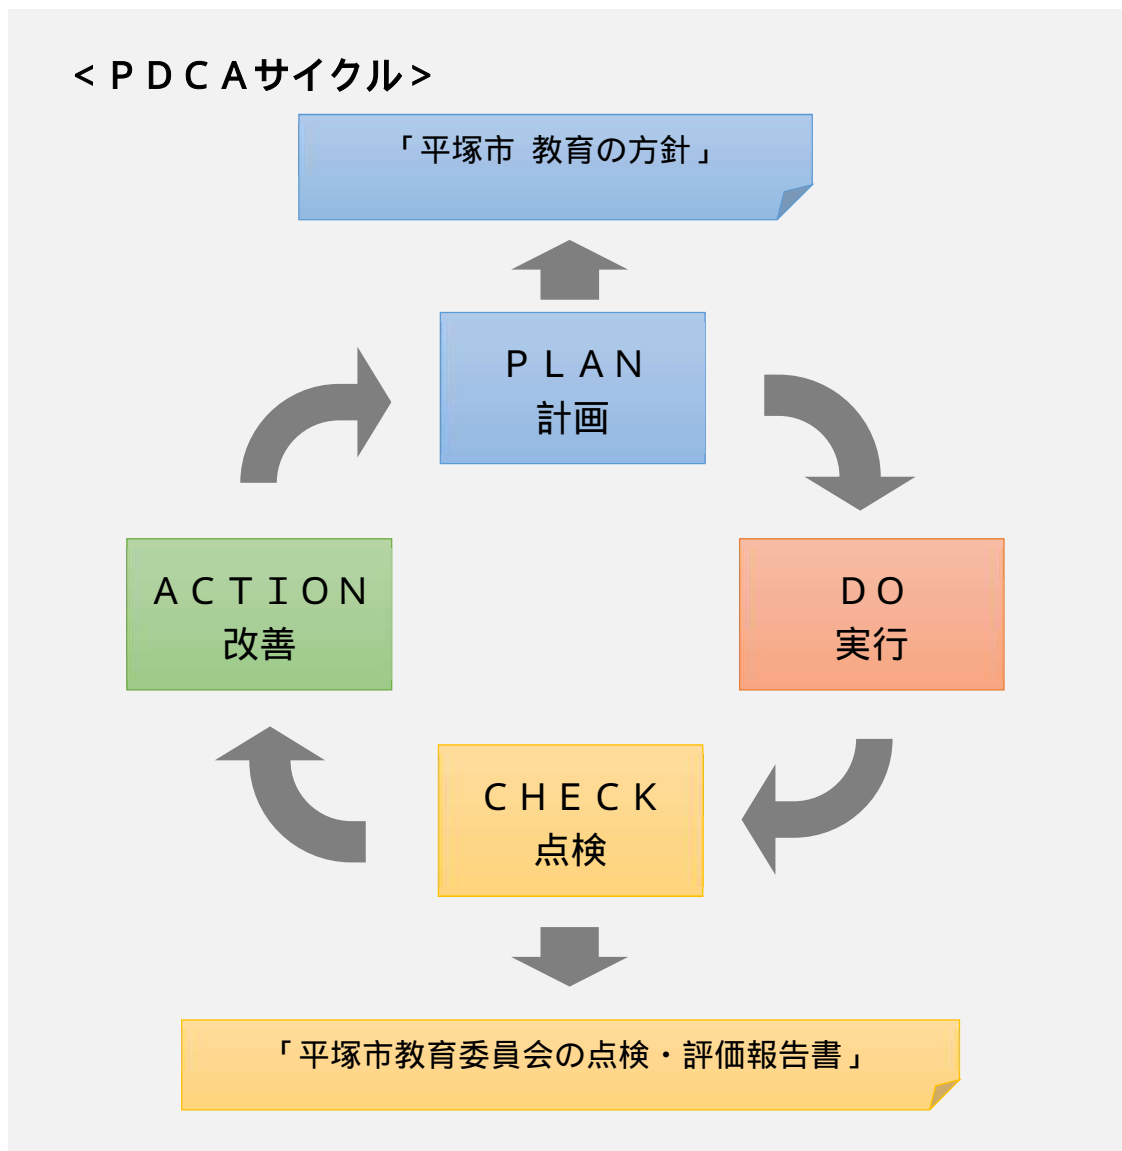 ＜ＰＤＣＡサイクル＞
「平塚市 教育の方針」
ＰＬＡＮ
計画
ＡＣＴＩＯＮ
改善
ＤＯ
実行
ＣＨＥＣＫ
点検
「平塚市教育委員会の点検・評価報告書」